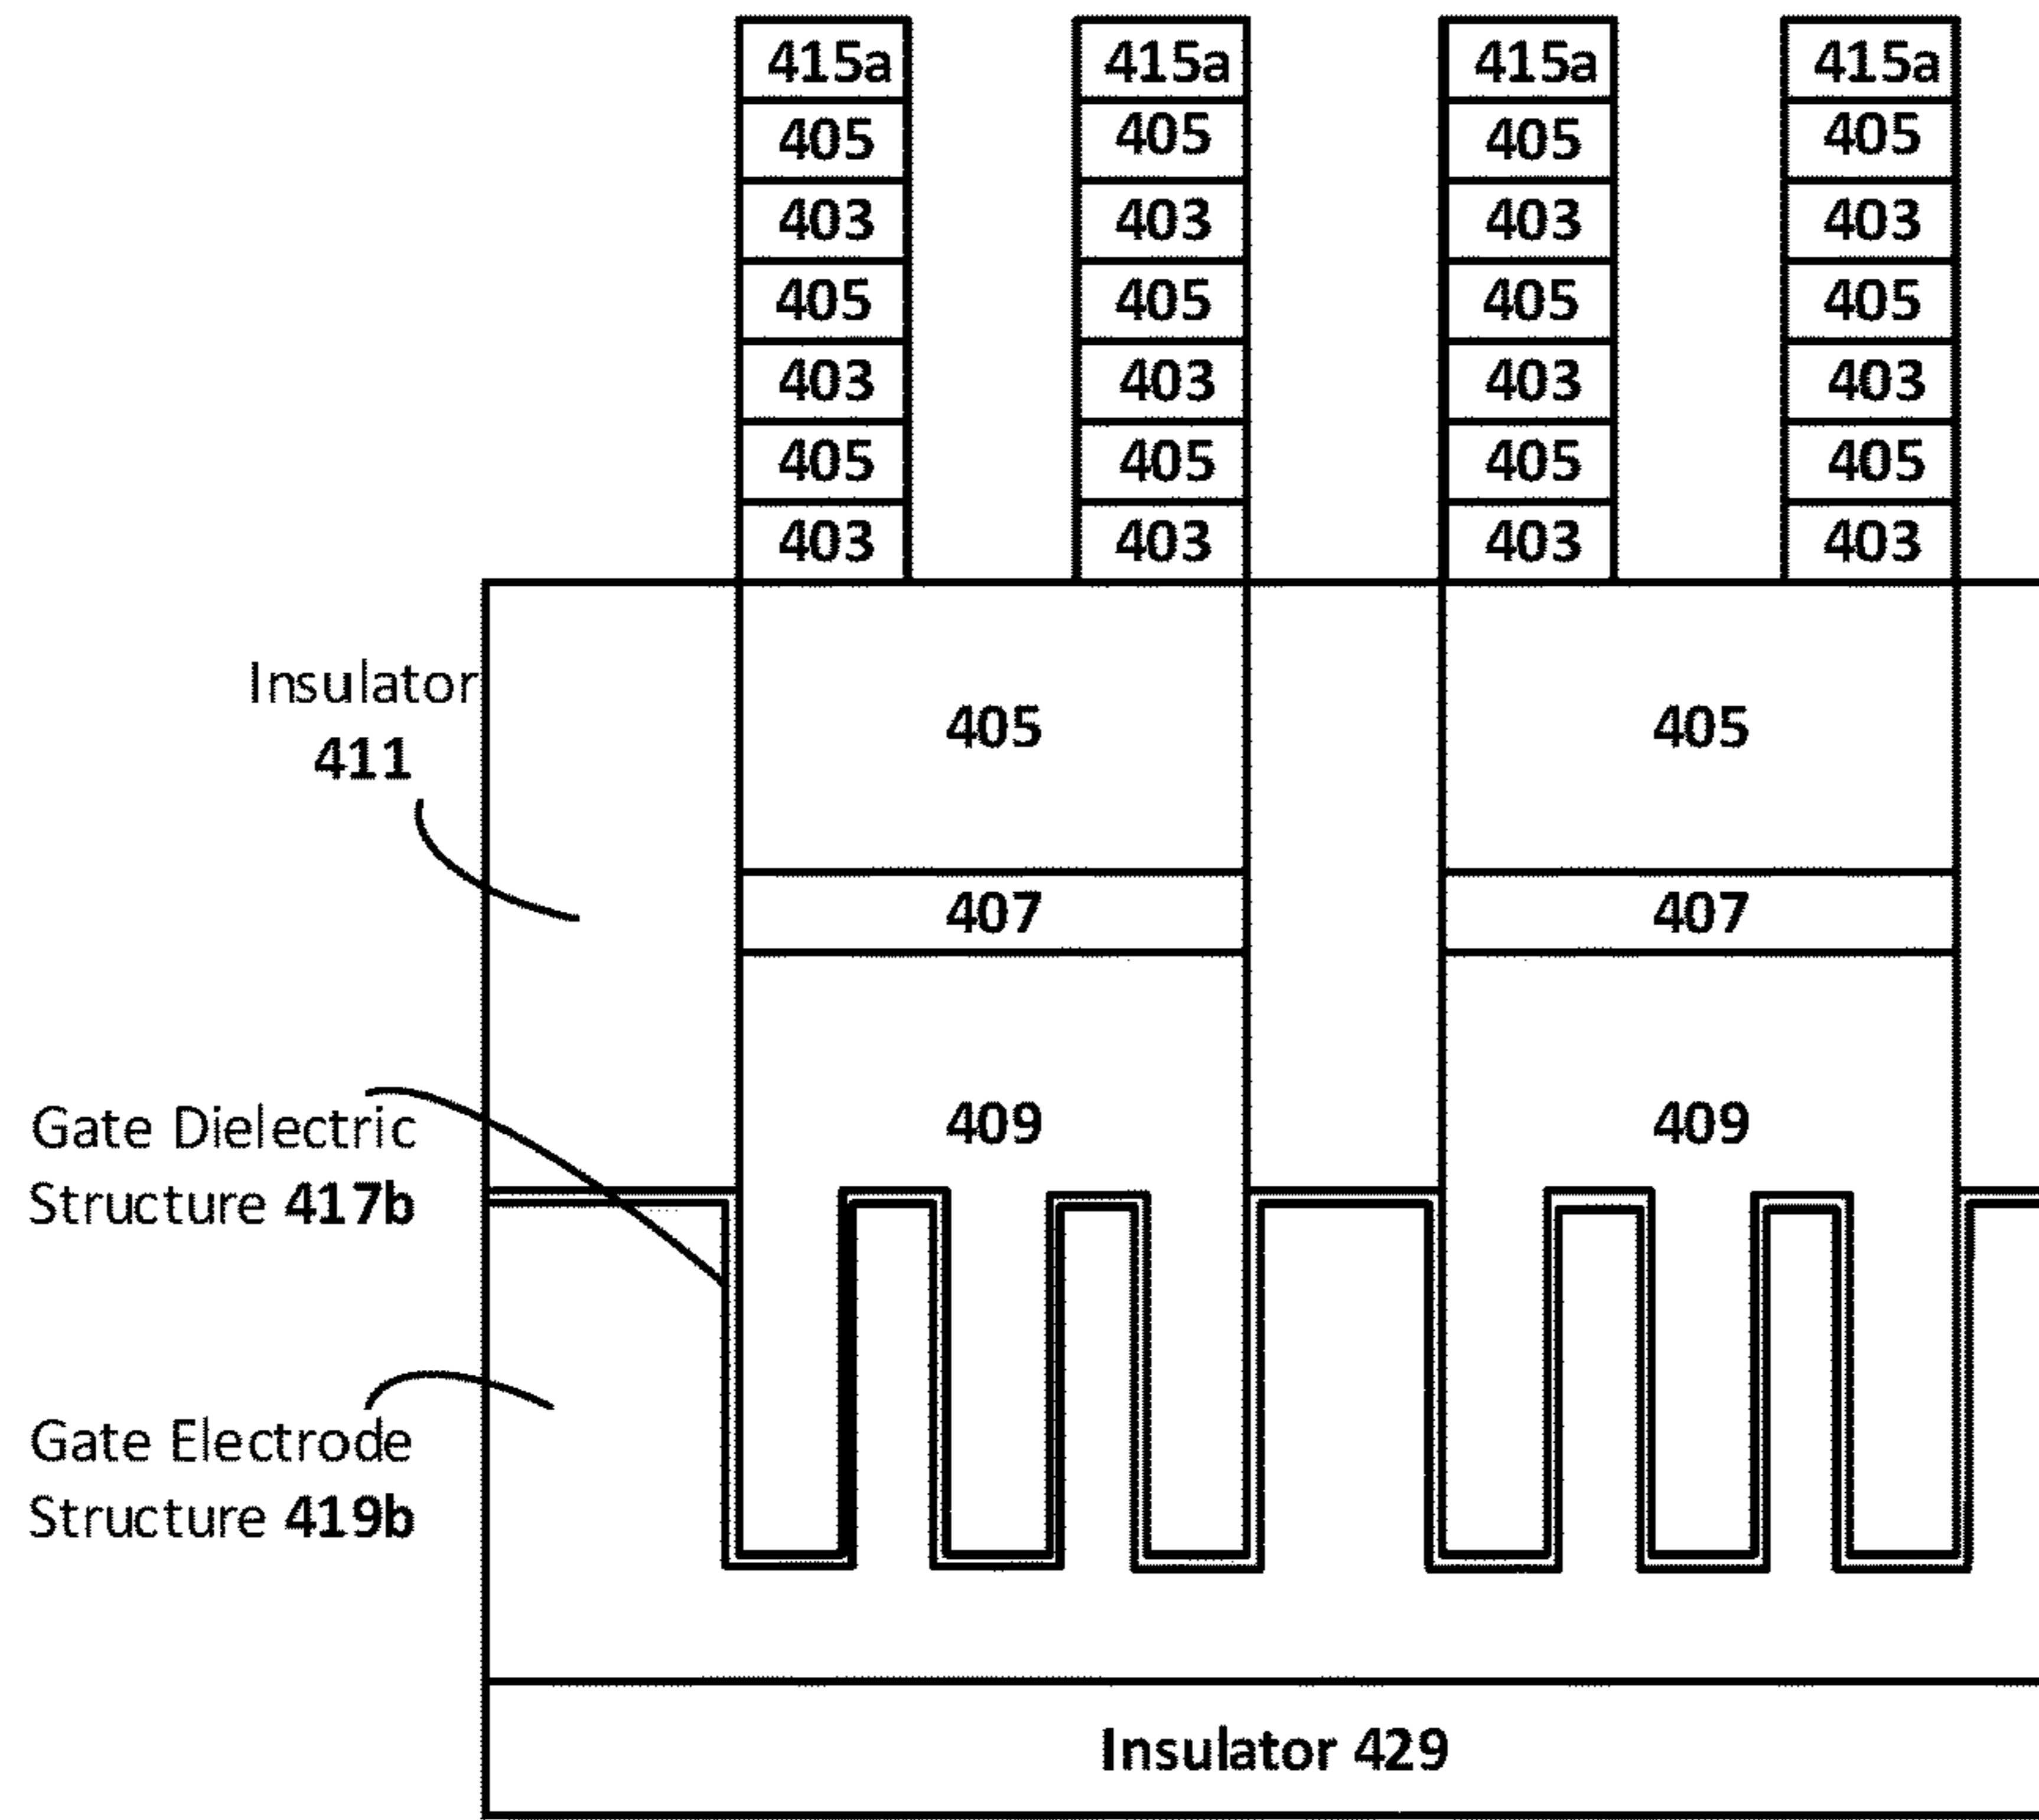 415a 415a 415a 415a
405 405 405 405
403 403 403 403
405 405 405 405
403 403 403 403
405 405 405 405
403 403 403 403
Insulator
411
405 405
407 407
409 409
Gate Dielectric
Structure 417b
Gate Electrode
Structure 419b
Insulator 429